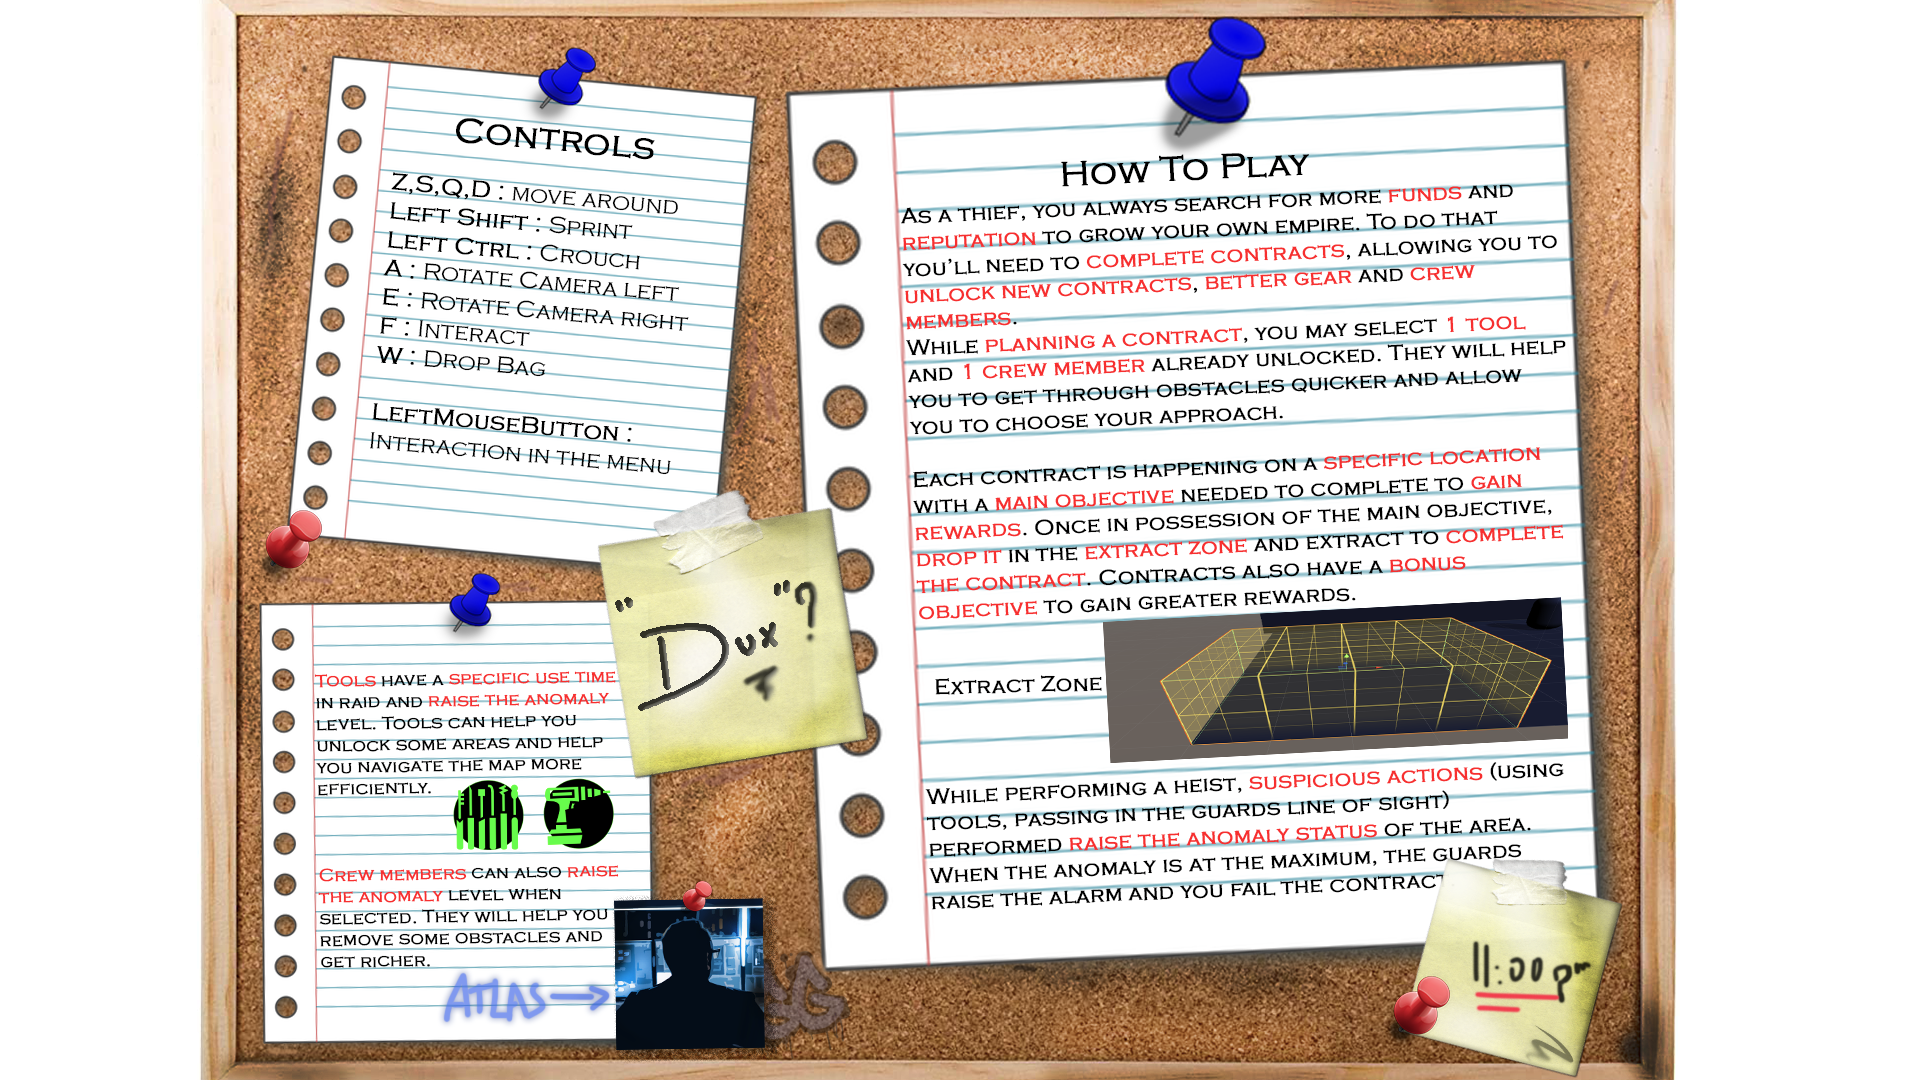 Controls
Z,S,Q,D : move around
Left Shift : Sprint
Left Ctrl : Crouch
A : Rotate Camera left
E : Rotate Camera right
F : Interact
W : Drop Bag
LeftMouseButton :
Interaction in the menu
How To Play
As a thief, you always search for more funds and
reputation to grow your own empire. To do that
you'll need to complete contracts, allowing you to
unlock new contracts, better gear and crew
members.
While planning a contract, you may select 1 tool
and 1 crew member already unlocked. They will help
you to get through obstacles quicker and allow
you to choose your approach.
Each contract is happening on a specific location
with a main objective needed to complete to gain
rewards. Once in possession of the main objective,
drop it in the extract zone and extract to complete
the contract. Contracts also have a bonus
objective to gain greater rewards.
Extract Zone
While performing a heist, suspicious actions (using
tools, passing in the guards line of sight)
performed raise the anomaly status of the area.
When the anomaly is at the maximum, the guards
raise the alarm and you fail the contract
"Dux"?
Tools have a specific use time
in raid and raise the anomaly
level. Tools can help you
unlock some areas and help
you navigate the map more
efficiently.
Crew members can also raise
the anomaly level when
selected. They will help you
remove some obstacles and
get richer.
ATLAS
11:00 pm